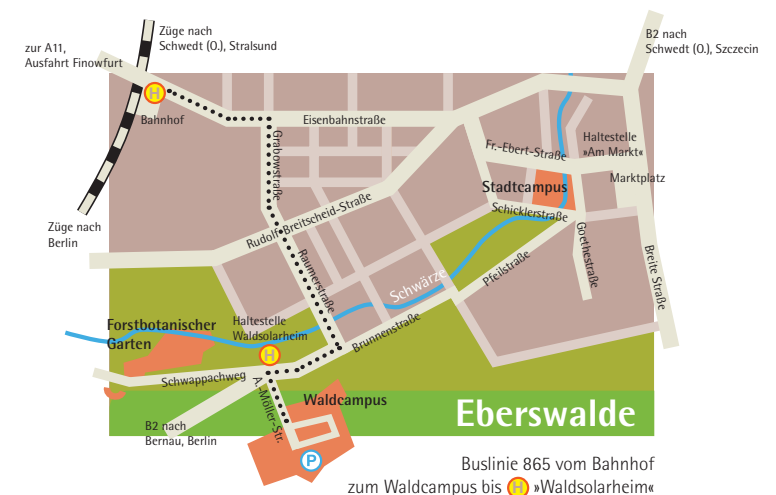 Züge nach
Schwedt (O.), Stralsund
zur A11,
Ausfahrt Finowfurt
B2 nach
Schwedt (O.), Szczecin
H
Bahnhof
Eisenbahnstraße
Grabowstraße
Haltestelle
»Am Markt«
Fr.-Ebert-Straße
Marktplatz
Stadtcampus
Schicklerstraße
Züge nach
Berlin
Rudolf-Breitscheid-Straße
Raumerstraße
Goethestraße
Breite Straße
Pfeilstraße
Schwärze
Brunnenstraße
Forstbotanischer
Garten
Haltestelle
Waldsolarheim
H
Schwappachweg
A.-Möller-Str.
Waldcampus
B2 nach
Bernau, Berlin
Eberswalde
P
Buslinie 865 vom Bahnhof
zum Waldcampus bis H »Waldsolarheim«